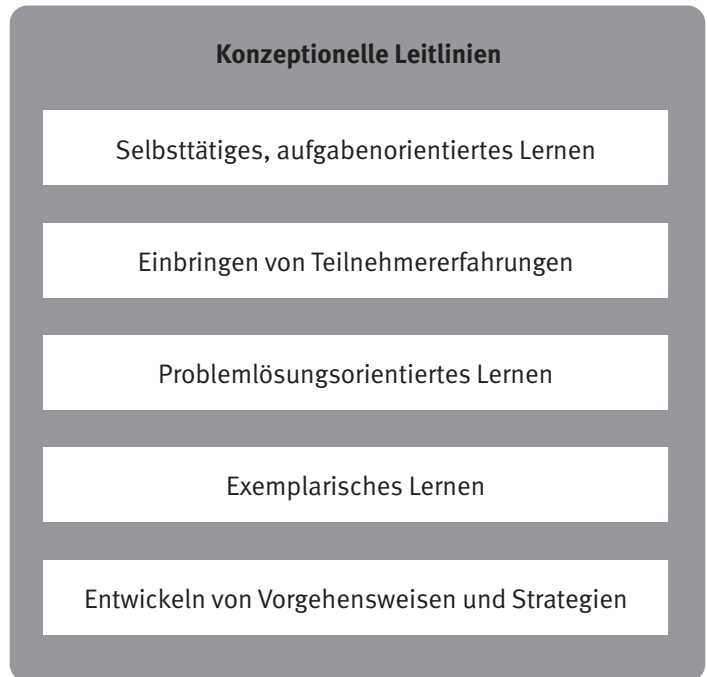 Konzeptionelle Leitlinien
Selbsttätiges, aufgabenorientiertes Lernen
Einbringen von Teilnehmererfahrungen
Problemlösungsorientiertes Lernen
Exemplarisches Lernen
Entwickeln von Vorgehensweisen und Strategien